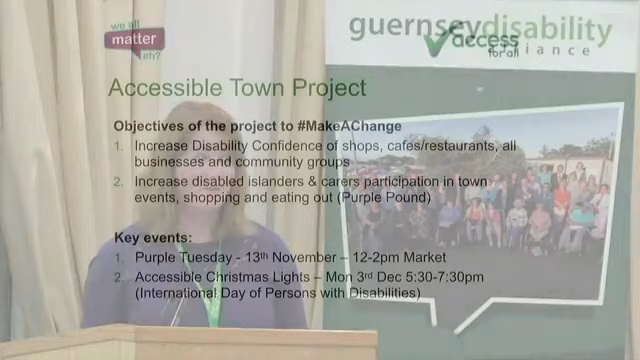 we all
matter
eh?
guernseydisability
alliance
access
for all
Accessible Town Project
Objectives of the project to #MakeAChange
1. Increase Disability Confidence of shops, cafes/restaurants, all
businesses and community groups
2. Increase disabled islanders & carers participation in town
events, shopping and eating out (Purple Pound)
Key events:
1. Purple Tuesday - 13th November – 12-2pm Market
2. Accessible Christmas Lights – Mon 3rd Dec 5:30-7:30pm
(International Day of Persons with Disabilities)